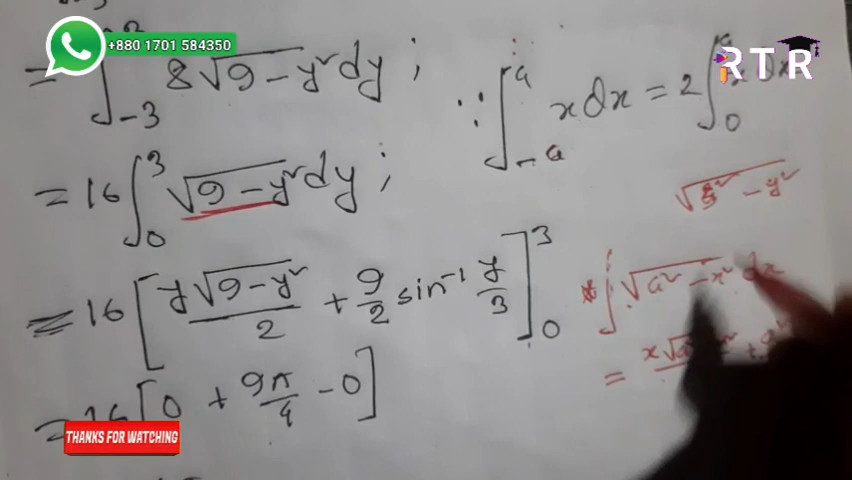 +880 1701 584350
RTR
= ∫₋₃³ 8√9-y² dy ;
∵ ∫₋ₐᵃ x dx = 2∫₀ᵃ x dx
= 16 ∫₀³ √9-y² dy ;
- y²
= 16 [ y√9-y² / 2 + 9/2 sin⁻¹ y/3 ]₀³
* ∫ √a²-x² dx
= 16 [ 0 + 9π/4 - 0 ]
=
THANKS FOR WATCHING